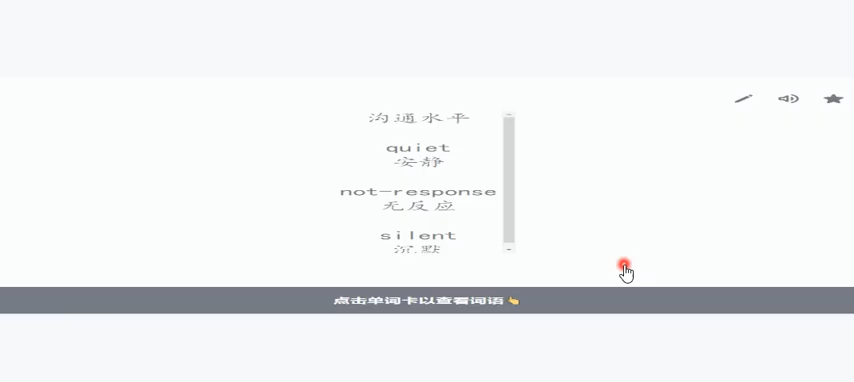 沟通水平
quiet
安静
not-response
无反应
silent
沉默
点击单词卡以查看词语👆